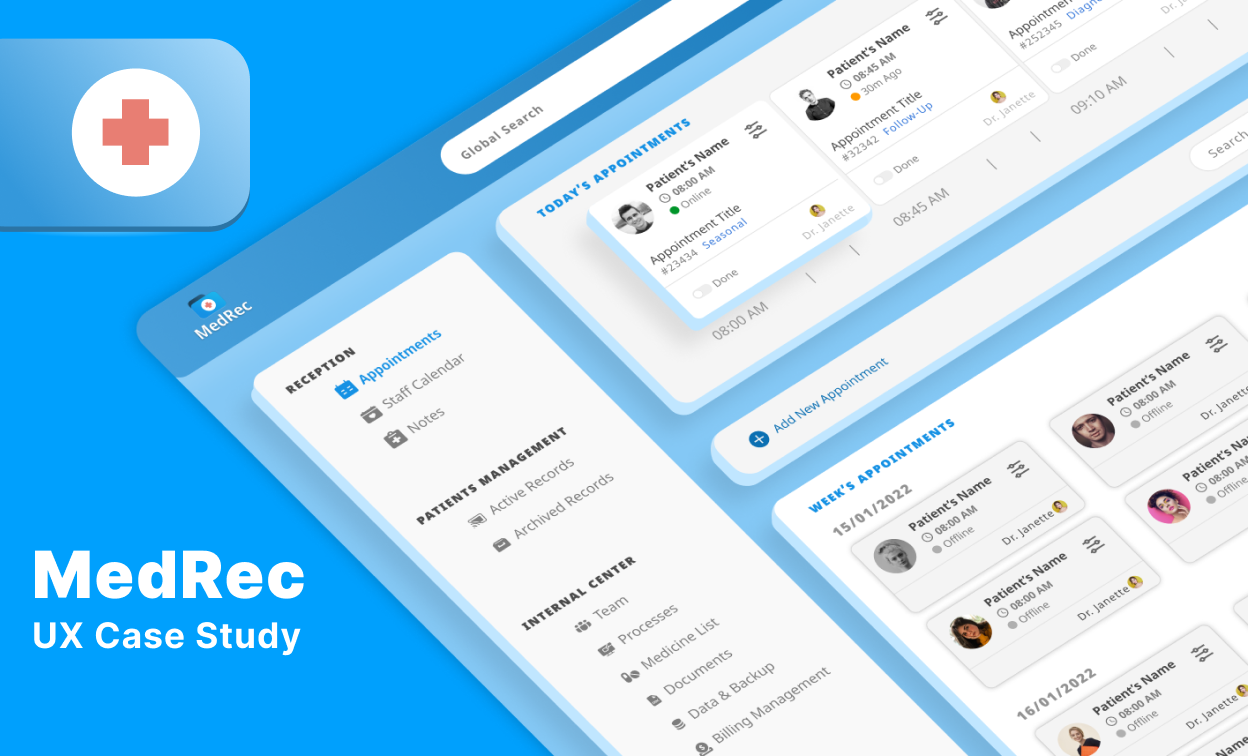 MedRec
UX Case Study
MedRec
Global Search
RECEPTION
Appointments
Staff Calendar
Notes
PATIENTS MANAGEMENT
Active Records
Archived Records
INTERNAL CENTER
Team
Processes
Medicine List
Documents
Data & Backup
Billing Management
TODAY'S APPOINTMENTS
Patient's Name
08:00 AM
Online
Appointment Title
#23434 Seasonal
Dr. Janette
Done
Patient's Name
08:45 AM
30m Ago
Appointment Title
#32342 Follow-Up
Dr. Janette
Done
Appointment
#252345
Done
08:00 AM
08:45 AM
09:10 AM
Add New Appointment
Search
WEEK'S APPOINTMENTS
15/01/2022
Patient's Name
08:00 AM
Offline
Dr. Janette
Patient's Name
08:00 AM
Offline
Dr. Janette
Patient's Name
08:00 AM
Offline
Dr. Janette
Patient's
08:00 AM
Offline
16/01/2022
Patient's Name
08:00 AM
Offline
Dr. Janette
Patient's Name